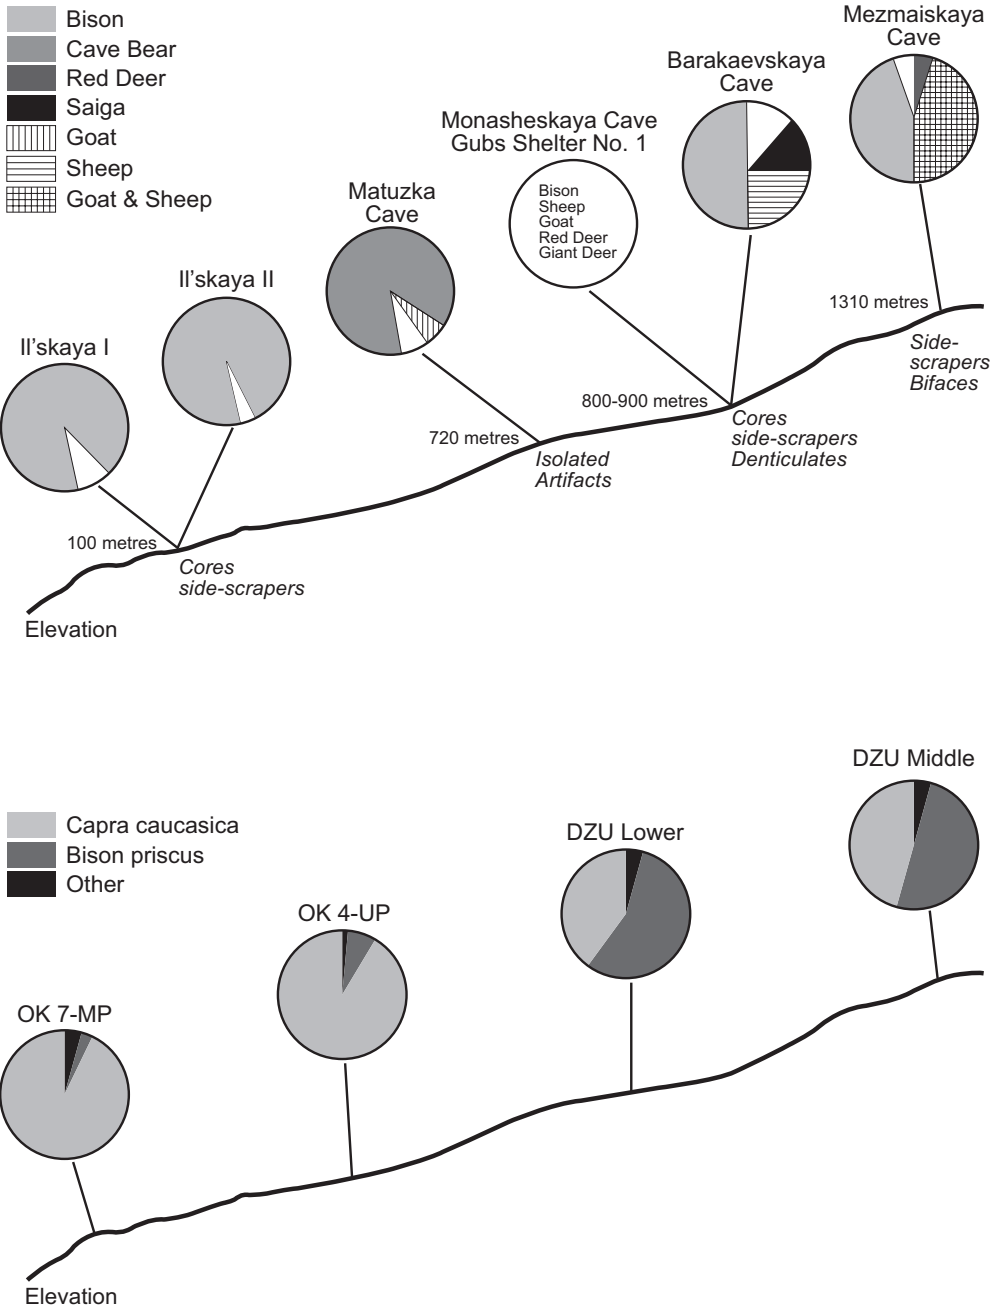 Bison
Cave Bear
Red Deer
Saiga
Goat
Sheep
Goat & Sheep
Mezmaiskaya
Cave
Barakaevskaya
Cave
Monasheskaya Cave
Gubs Shelter No. 1
Bison
Sheep
Goat
Red Deer
Giant Deer
Matuzka
Cave
Il'skaya II
Il'skaya I
1310 metres
Side-
scrapers
Bifaces
800-900 metres
Cores
side-scrapers
Denticulates
720 metres
Isolated
Artifacts
100 metres
Cores
side-scrapers
Elevation
Capra caucasica
Bison priscus
Other
DZU Middle
DZU Lower
OK 4-UP
OK 7-MP
Elevation